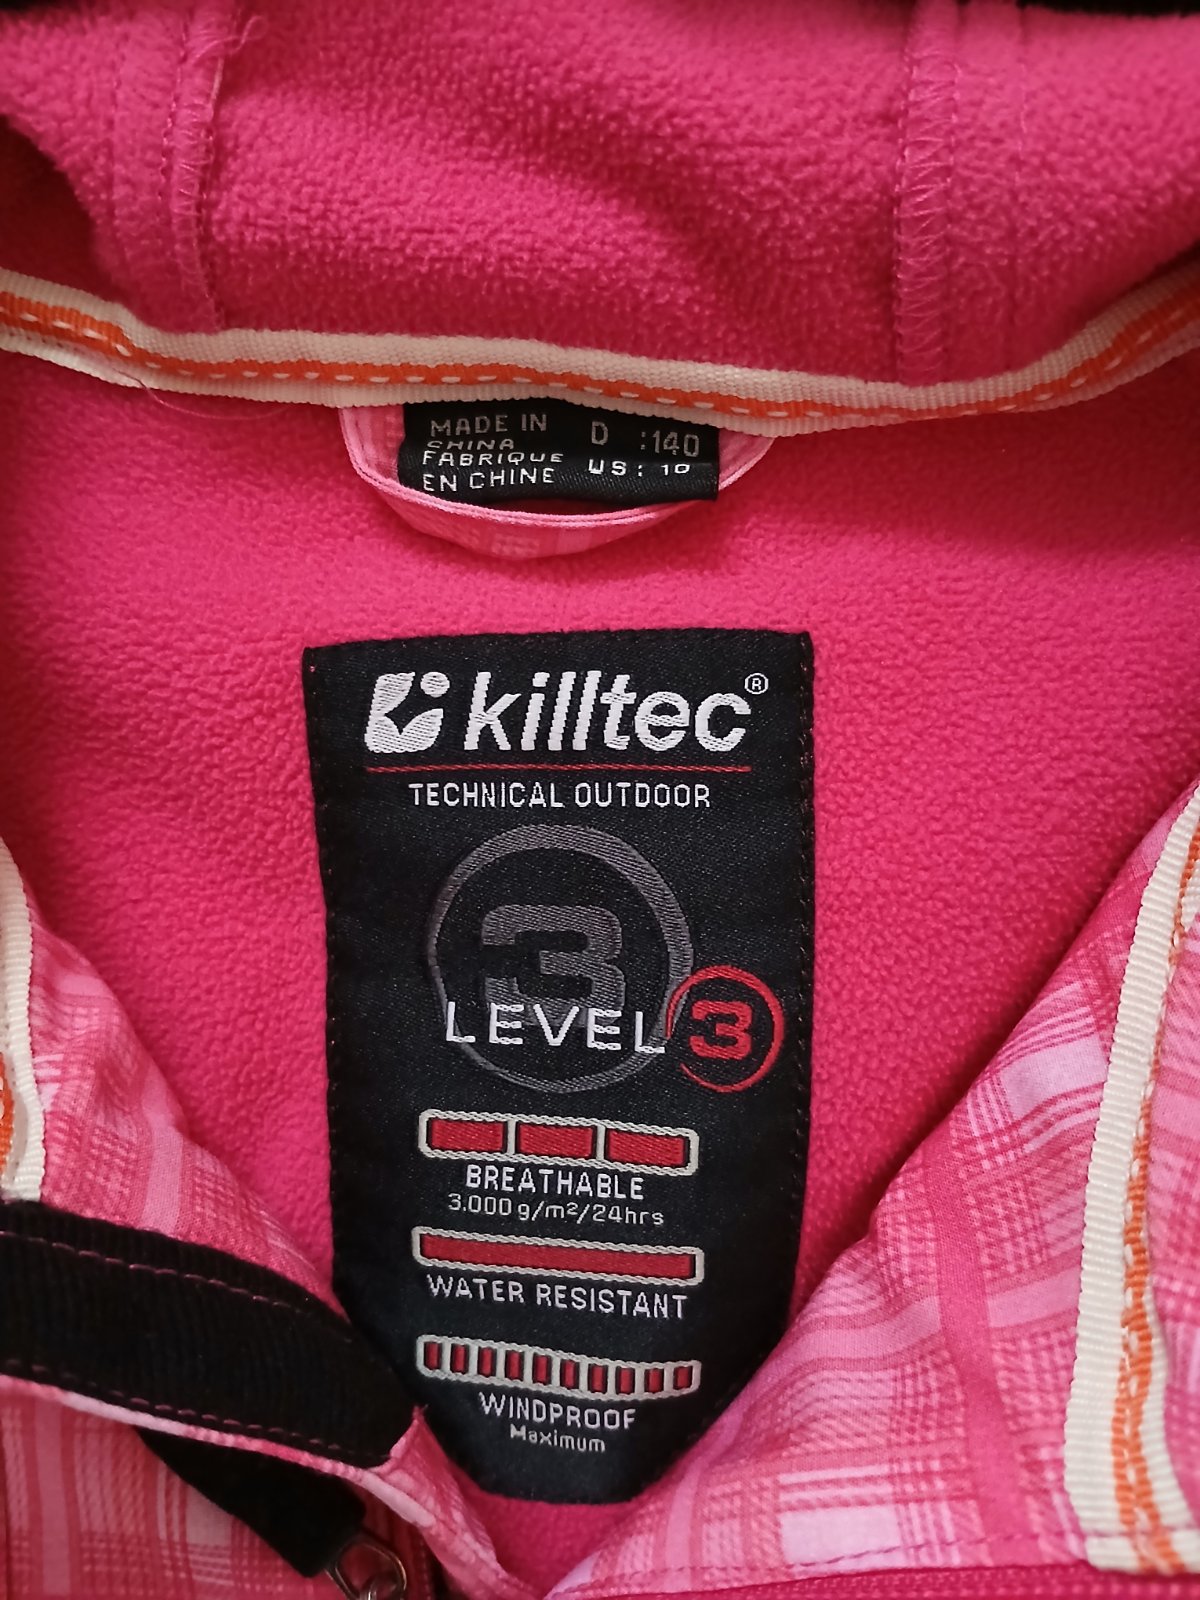 MADE IN
CHINA
FABRIQUE
EN CHINE
D :140
US: 10
killtec®
TECHNICAL OUTDOOR
3
LEVEL 3
BREATHABLE
3.000 g/m²/24hrs
WATER RESISTANT
WINDPROOF
Maximum